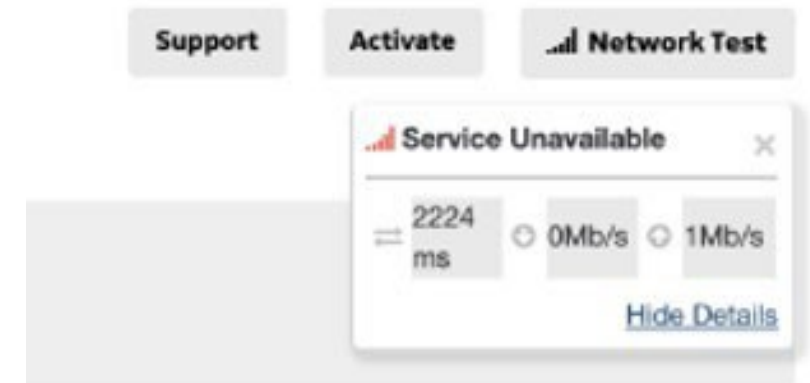 Support Activate Network Test
Service Unavailable
2224 ms 0Mb/s 1Mb/s
Hide Details